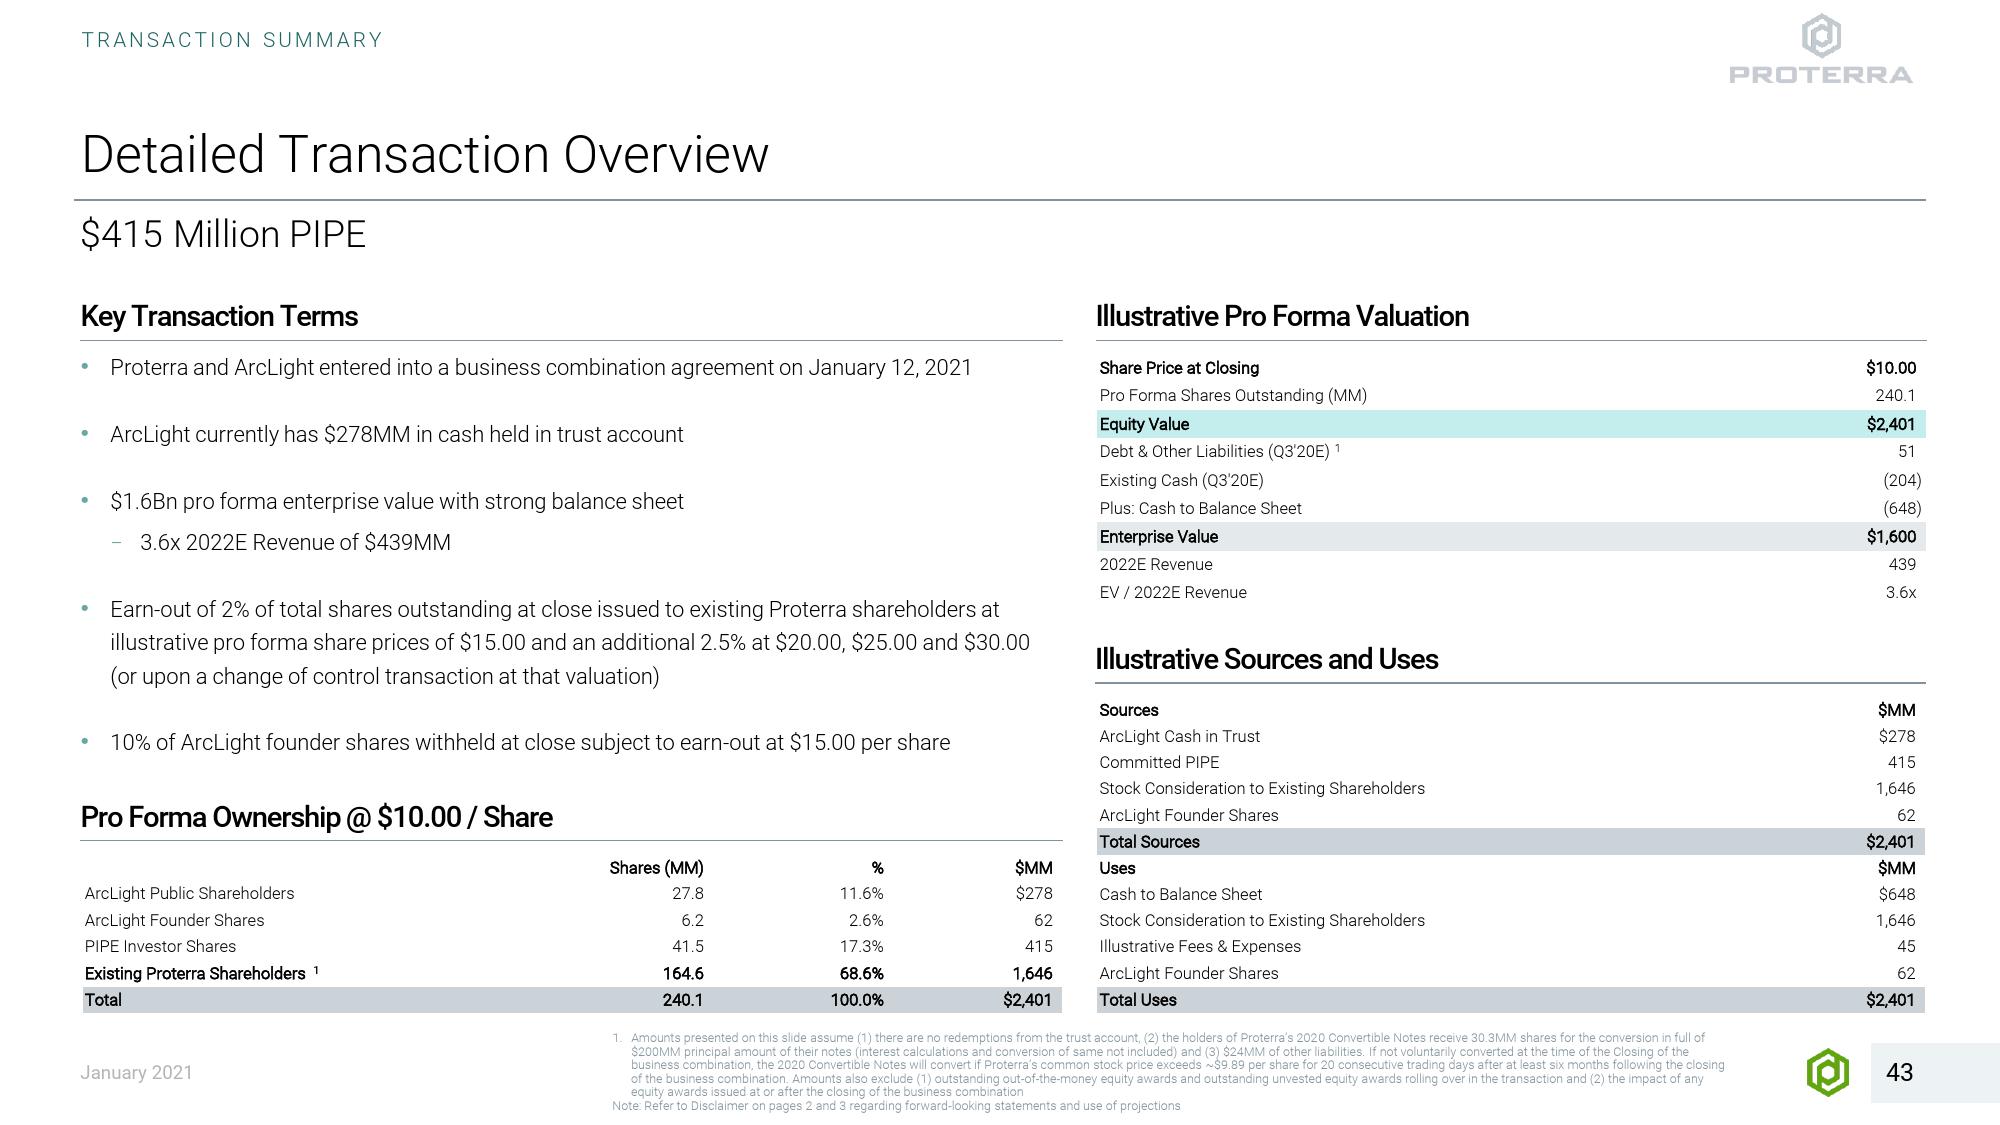 TRANSACTION SUMMARY
PROTERRA
Detailed Transaction Overview
$415 Million PIPE
Key Transaction Terms
• Proterra and ArcLight entered into a business combination agreement on January 12, 2021
• ArcLight currently has $278MM in cash held in trust account
• $1.6Bn pro forma enterprise value with strong balance sheet
– 3.6x 2022E Revenue of $439MM
• Earn-out of 2% of total shares outstanding at close issued to existing Proterra shareholders at
illustrative pro forma share prices of $15.00 and an additional 2.5% at $20.00, $25.00 and $30.00
(or upon a change of control transaction at that valuation)
• 10% of ArcLight founder shares withheld at close subject to earn-out at $15.00 per share
Pro Forma Ownership @ $10.00 / Share
Shares (MM) % $MM
ArcLight Public Shareholders 27.8 11.6% $278
ArcLight Founder Shares 6.2 2.6% 62
PIPE Investor Shares 41.5 17.3% 415
Existing Proterra Shareholders 1 164.6 68.6% 1,646
Total 240.1 100.0% $2,401
Illustrative Pro Forma Valuation
Share Price at Closing $10.00
Pro Forma Shares Outstanding (MM) 240.1
Equity Value $2,401
Debt & Other Liabilities (Q3'20E) 1 51
Existing Cash (Q3'20E) (204)
Plus: Cash to Balance Sheet (648)
Enterprise Value $1,600
2022E Revenue 439
EV / 2022E Revenue 3.6x
Illustrative Sources and Uses
Sources $MM
ArcLight Cash in Trust $278
Committed PIPE 415
Stock Consideration to Existing Shareholders 1,646
ArcLight Founder Shares 62
Total Sources $2,401
Uses $MM
Cash to Balance Sheet $648
Stock Consideration to Existing Shareholders 1,646
Illustrative Fees & Expenses 45
ArcLight Founder Shares 62
Total Uses $2,401
1. Amounts presented on this slide assume (1) there are no redemptions from the trust account, (2) the holders of Proterra's 2020 Convertible Notes receive 30.3MM shares for the conversion in full of
$200MM principal amount of their notes (interest calculations and conversion of same not included) and (3) $24MM of other liabilities. If not voluntarily converted at the time of the Closing of the
business combination, the 2020 Convertible Notes will convert if Proterra's common stock price exceeds ~$9.89 per share for 20 consecutive trading days after at least six months following the closing
of the business combination. Amounts also exclude (1) outstanding out-of-the-money equity awards and outstanding unvested equity awards rolling over in the transaction and (2) the impact of any
equity awards issued at or after the closing of the business combination
Note: Refer to Disclaimer on pages 2 and 3 regarding forward-looking statements and use of projections
January 2021
43